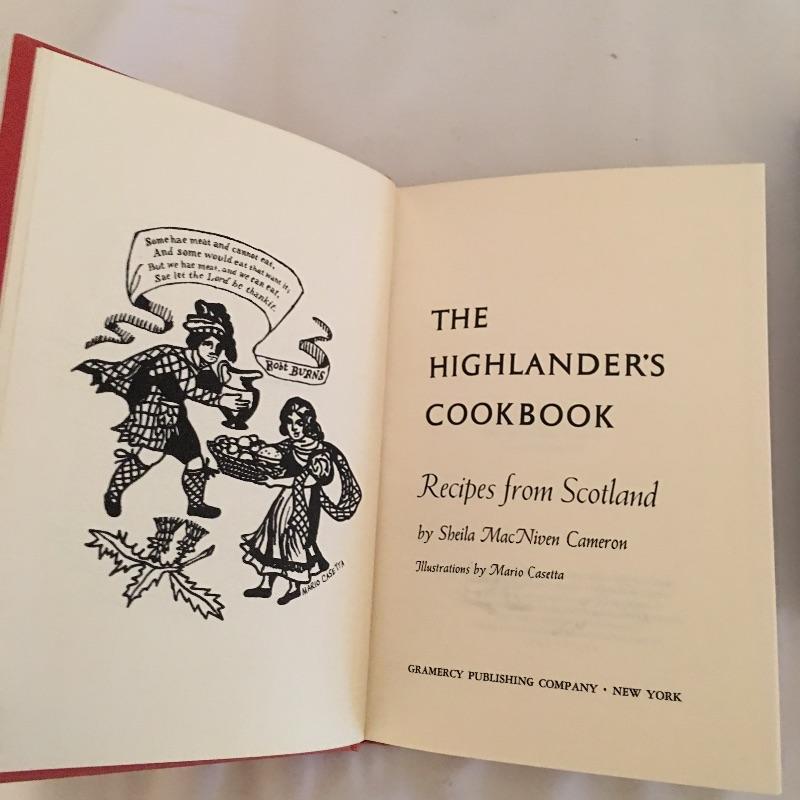 Some hae meat and cannot eat,
And some would eat that want it;
But we hae meat, and we can eat,
Sae let the Lord be thankit.
Robt BURNS
MARIO CASETTA
THE
HIGHLANDER'S
COOKBOOK
Recipes from Scotland
by Sheila MacNiven Cameron
Illustrations by Mario Casetta
GRAMERCY PUBLISHING COMPANY • NEW YORK